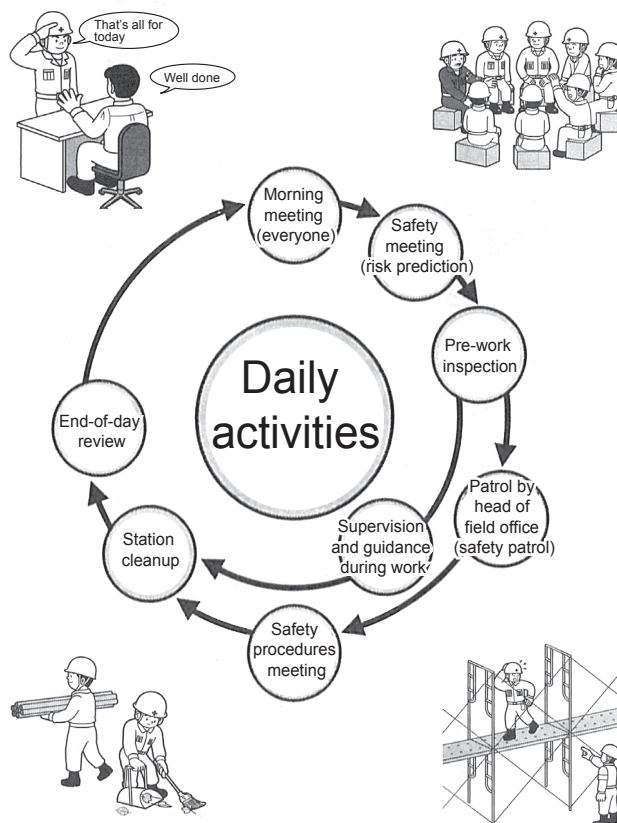 That's all for
today
Well done
Morning
meeting
(everyone)
Safety
meeting
(risk prediction)
Pre-work
inspection
Patrol by
head of
field office
(safety patrol)
Supervision
and guidance
during work
Safety
procedures
meeting
Station
cleanup
End-of-day
review
Daily
activities